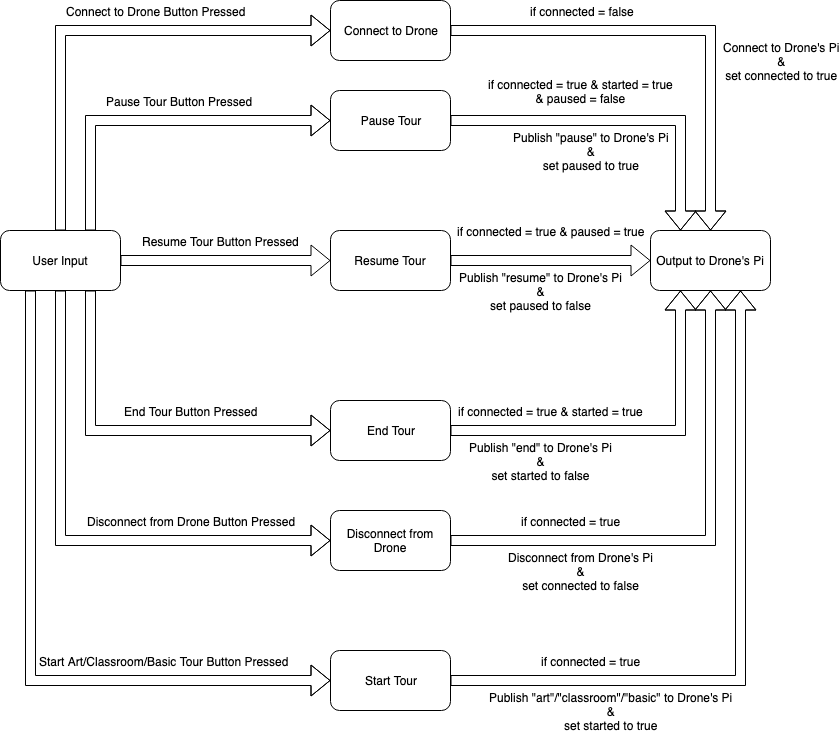 Connect to Drone Button Pressed
Connect to Drone
if connected = false
Connect to Drone's Pi
&
set connected to true
Pause Tour Button Pressed
Pause Tour
if connected = true & started = true
& paused = false
Publish "pause" to Drone's Pi
&
set paused to true
User Input
Resume Tour Button Pressed
Resume Tour
if connected = true & paused = true
Publish "resume" to Drone's Pi
&
set paused to false
Output to Drone's Pi
End Tour Button Pressed
End Tour
if connected = true & started = true
Publish "end" to Drone's Pi
&
set started to false
Disconnect from Drone Button Pressed
Disconnect from
Drone
if connected = true
Disconnect from Drone's Pi
&
set connected to false
Start Art/Classroom/Basic Tour Button Pressed
Start Tour
if connected = true
Publish "art"/"classroom"/"basic" to Drone's Pi
&
set started to true